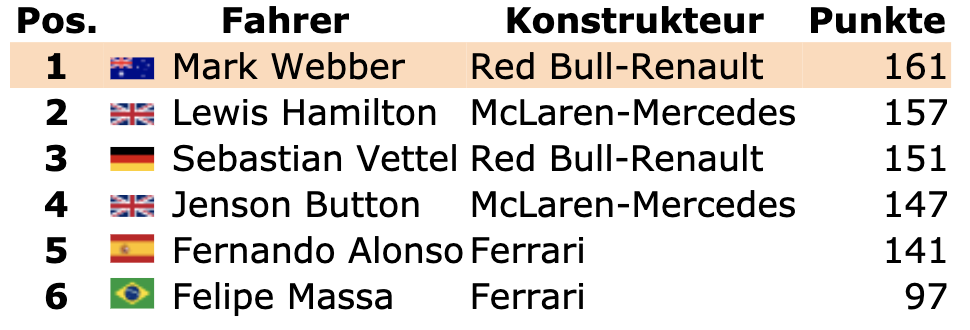 Pos. Fahrer Konstrukteur Punkte
1 Mark Webber Red Bull-Renault 161
2 Lewis Hamilton McLaren-Mercedes 157
3 Sebastian Vettel Red Bull-Renault 151
4 Jenson Button McLaren-Mercedes 147
5 Fernando Alonso Ferrari 141
6 Felipe Massa Ferrari 97